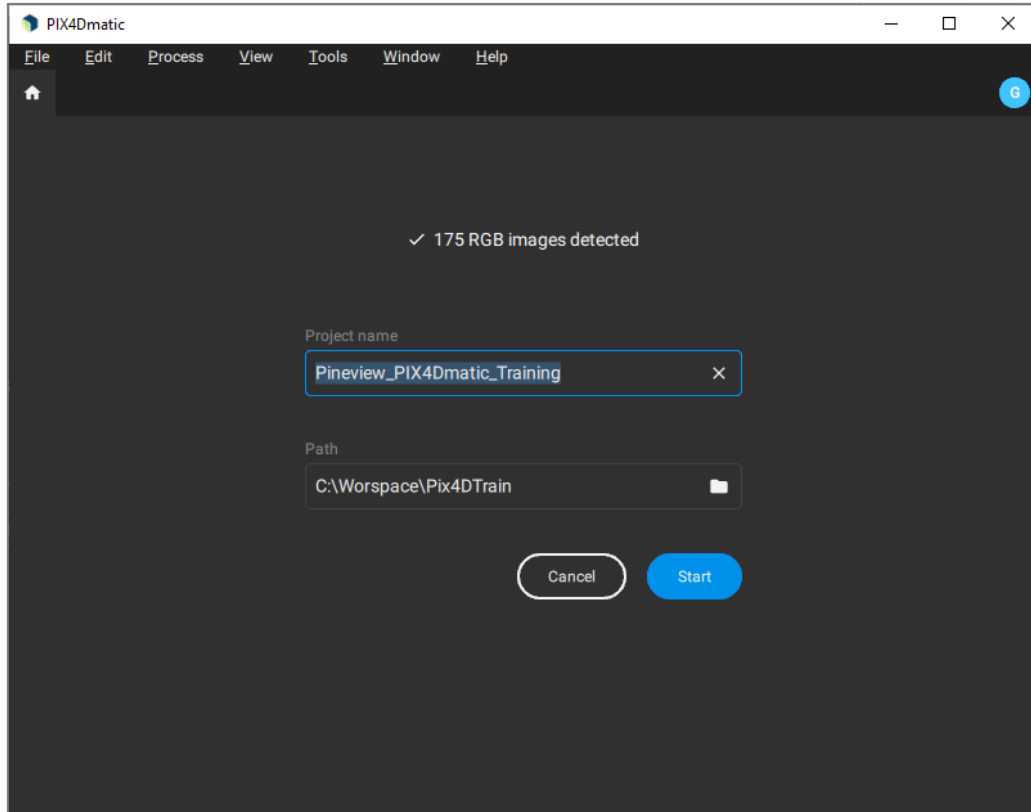 PIX4Dmatic
File Edit Process View Tools Window Help
G
175 RGB images detected
Project name
Pineview_PIX4Dmatic_Training
Path
C:\Worspace\Pix4DTrain
Cancel Start